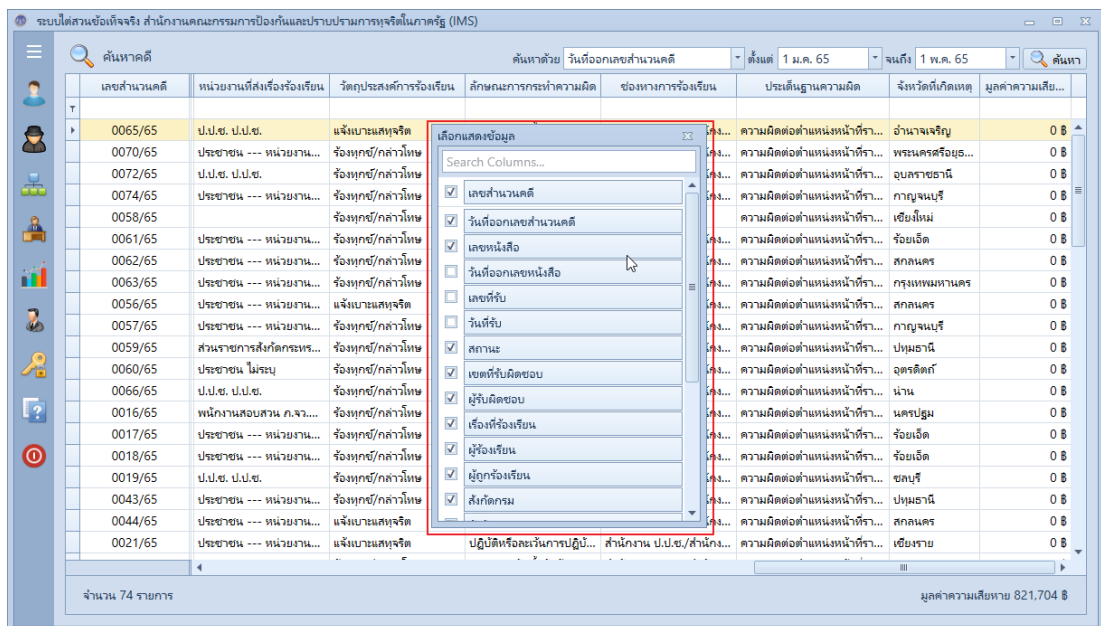 ระบบไต่สวนข้อเท็จจริง สำนักงานคณะกรรมการป้องกันและปราบปรามการทุจริตในภาครัฐ (IMS)
ค้นหาคดี ค้นหาด้วย วันที่ออกเลขสำนวนคดี ตั้งแต่ 1 ม.ค. 65 จนถึง 1 พ.ค. 65 ค้นหา
เลขสำนวนคดี หน่วยงานที่ส่งเรื่องร้องเรียน วัตถุประสงค์การร้องเรียน ลักษณะการกระทำความผิด ช่องทางการร้องเรียน ประเด็นฐานความผิด จังหวัดที่เกิดเหตุ มูลค่าความเสีย...
0065/65 ป.ป.ช. ป.ป.ช. แจ้งเบาะแสทุจริต ความผิดต่อตำแหน่งหน้าที่รา... อำนาจเจริญ 0 ฿
0070/65 ประชาชน --- หน่วยงาน... ร้องทุกข์/กล่าวโทษ ความผิดต่อตำแหน่งหน้าที่รา... พระนครศรีอยุธ... 0 ฿
0072/65 ป.ป.ช. ป.ป.ช. ร้องทุกข์/กล่าวโทษ ความผิดต่อตำแหน่งหน้าที่รา... อุบลราชธานี 0 ฿
0074/65 ประชาชน --- หน่วยงาน... ร้องทุกข์/กล่าวโทษ ความผิดต่อตำแหน่งหน้าที่รา... กาญจนบุรี 0 ฿
0058/65 ร้องทุกข์/กล่าวโทษ ความผิดต่อตำแหน่งหน้าที่รา... เชียงใหม่ 0 ฿
0061/65 ประชาชน --- หน่วยงาน... ร้องทุกข์/กล่าวโทษ ความผิดต่อตำแหน่งหน้าที่รา... ร้อยเอ็ด 0 ฿
0062/65 ประชาชน --- หน่วยงาน... ร้องทุกข์/กล่าวโทษ ความผิดต่อตำแหน่งหน้าที่รา... สกลนคร 0 ฿
0063/65 ประชาชน --- หน่วยงาน... ร้องทุกข์/กล่าวโทษ ความผิดต่อตำแหน่งหน้าที่รา... กรุงเทพมหานคร 0 ฿
0056/65 ประชาชน --- หน่วยงาน... แจ้งเบาะแสทุจริต ความผิดต่อตำแหน่งหน้าที่รา... สกลนคร 0 ฿
0057/65 ประชาชน --- หน่วยงาน... ร้องทุกข์/กล่าวโทษ ความผิดต่อตำแหน่งหน้าที่รา... กาญจนบุรี 0 ฿
0059/65 ส่วนราชการสังกัดกระทร... ร้องทุกข์/กล่าวโทษ ความผิดต่อตำแหน่งหน้าที่รา... ปทุมธานี 0 ฿
0060/65 ประชาชน ไม่ระบุ ร้องทุกข์/กล่าวโทษ ความผิดต่อตำแหน่งหน้าที่รา... อุตรดิตถ์ 0 ฿
0066/65 ป.ป.ช. ป.ป.ช. ร้องทุกข์/กล่าวโทษ ความผิดต่อตำแหน่งหน้าที่รา... น่าน 0 ฿
0016/65 พนักงานสอบสวน ภ.จว.... ร้องทุกข์/กล่าวโทษ ความผิดต่อตำแหน่งหน้าที่รา... นครปฐม 0 ฿
0017/65 ประชาชน --- หน่วยงาน... ร้องทุกข์/กล่าวโทษ ความผิดต่อตำแหน่งหน้าที่รา... ร้อยเอ็ด 0 ฿
0018/65 ประชาชน --- หน่วยงาน... ร้องทุกข์/กล่าวโทษ ความผิดต่อตำแหน่งหน้าที่รา... ร้อยเอ็ด 0 ฿
0019/65 ป.ป.ช. ป.ป.ช. ร้องทุกข์/กล่าวโทษ ความผิดต่อตำแหน่งหน้าที่รา... ชลบุรี 0 ฿
0043/65 ประชาชน --- หน่วยงาน... ร้องทุกข์/กล่าวโทษ ความผิดต่อตำแหน่งหน้าที่รา... ปทุมธานี 0 ฿
0044/65 ประชาชน --- หน่วยงาน... แจ้งเบาะแสทุจริต ความผิดต่อตำแหน่งหน้าที่รา... สกลนคร 0 ฿
0021/65 ประชาชน --- หน่วยงาน... แจ้งเบาะแสทุจริต ปฏิบัติหรือละเว้นการปฏิบั... สำนักงาน ป.ป.ช./สำนัก... ความผิดต่อตำแหน่งหน้าที่รา... เชียงราย 0 ฿
เลือกแสดงข้อมูล
Search Columns...
เลขสำนวนคดี
วันที่ออกเลขสำนวนคดี
เลขหนังสือ
วันที่ออกเลขหนังสือ
เลขที่รับ
วันที่รับ
สถานะ
เขตที่รับผิดชอบ
ผู้รับผิดชอบ
เรื่องที่ร้องเรียน
ผู้ร้องเรียน
ผู้ถูกร้องเรียน
สังกัดกรม
จำนวน 74 รายการ มูลค่าความเสียหาย 821,704 ฿